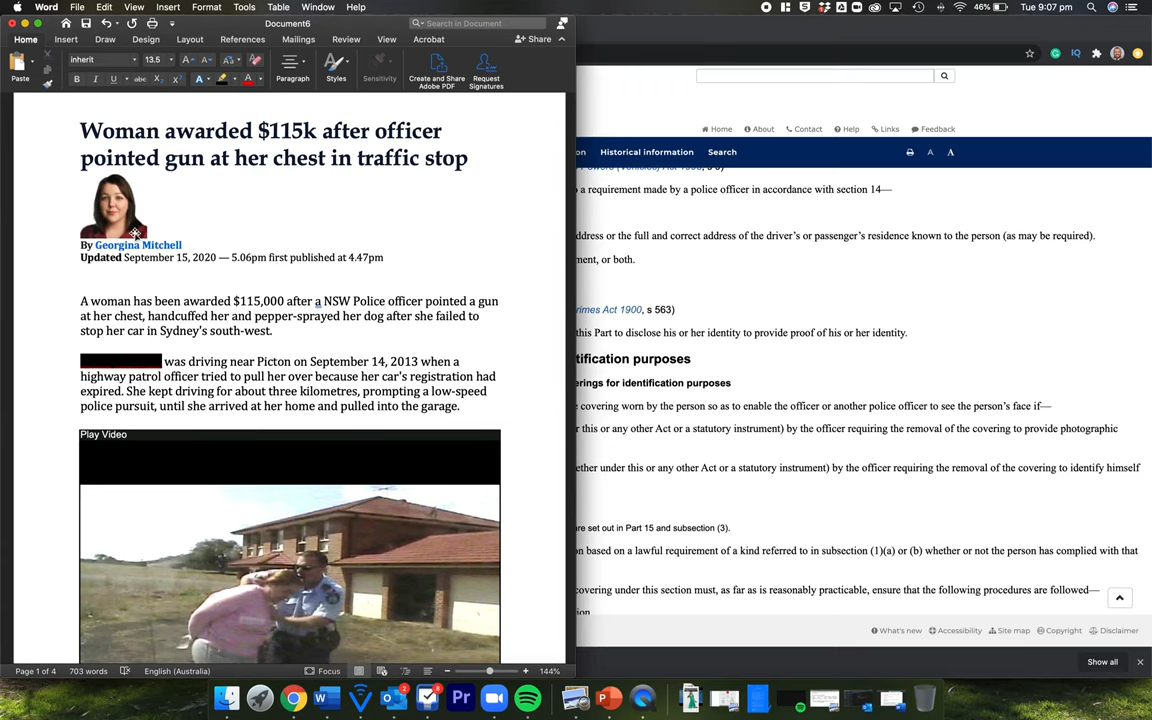 Word File Edit View Insert Format Tools Table Window Help
46% Tue 9:07 pm
Document6
Search in Document
Home Insert Draw Design Layout References Mailings Review View Acrobat
Share
Paste
inherit 13.5
Paragraph
Styles
Sensitivity
Create and Share
Adobe PDF
Request
Signatures
Woman awarded $115k after officer
pointed gun at her chest in traffic stop
By Georgina Mitchell
Updated September 15, 2020 — 5.06pm first published at 4.47pm
A woman has been awarded $115,000 after a NSW Police officer pointed a gun
at her chest, handcuffed her and pepper-sprayed her dog after she failed to
stop her car in Sydney's south-west.
was driving near Picton on September 14, 2013 when a
highway patrol officer tried to pull her over because her car's registration had
expired. She kept driving for about three kilometres, prompting a low-speed
police pursuit, until she arrived at her home and pulled into the garage.
Play Video
Page 1 of 4 703 words English (Australia)
Focus
144%
Home About Contact Help Links Feedback
on Historical information Search
A A
o a requirement made by a police officer in accordance with section 14—
ddress or the full and correct address of the driver's or passenger's residence known to the person (as may be required).
ment, or both.
rimes Act 1900, s 563)
this Part to disclose his or her identity to provide proof of his or her identity.
tification purposes
erings for identification purposes
e covering worn by the person so as to enable the officer or another police officer to see the person's face if—
r this or any other Act or a statutory instrument) by the officer requiring the removal of the covering to provide photographic
ether under this or any other Act or a statutory instrument) by the officer requiring the removal of the covering to identify himself
re set out in Part 15 and subsection (3).
on based on a lawful requirement of a kind referred to in subsection (1)(a) or (b) whether or not the person has complied with that
covering under this section must, as far as is reasonably practicable, ensure that the following procedures are followed—
What's new Accessibility Site map Copyright Disclaimer
Show all